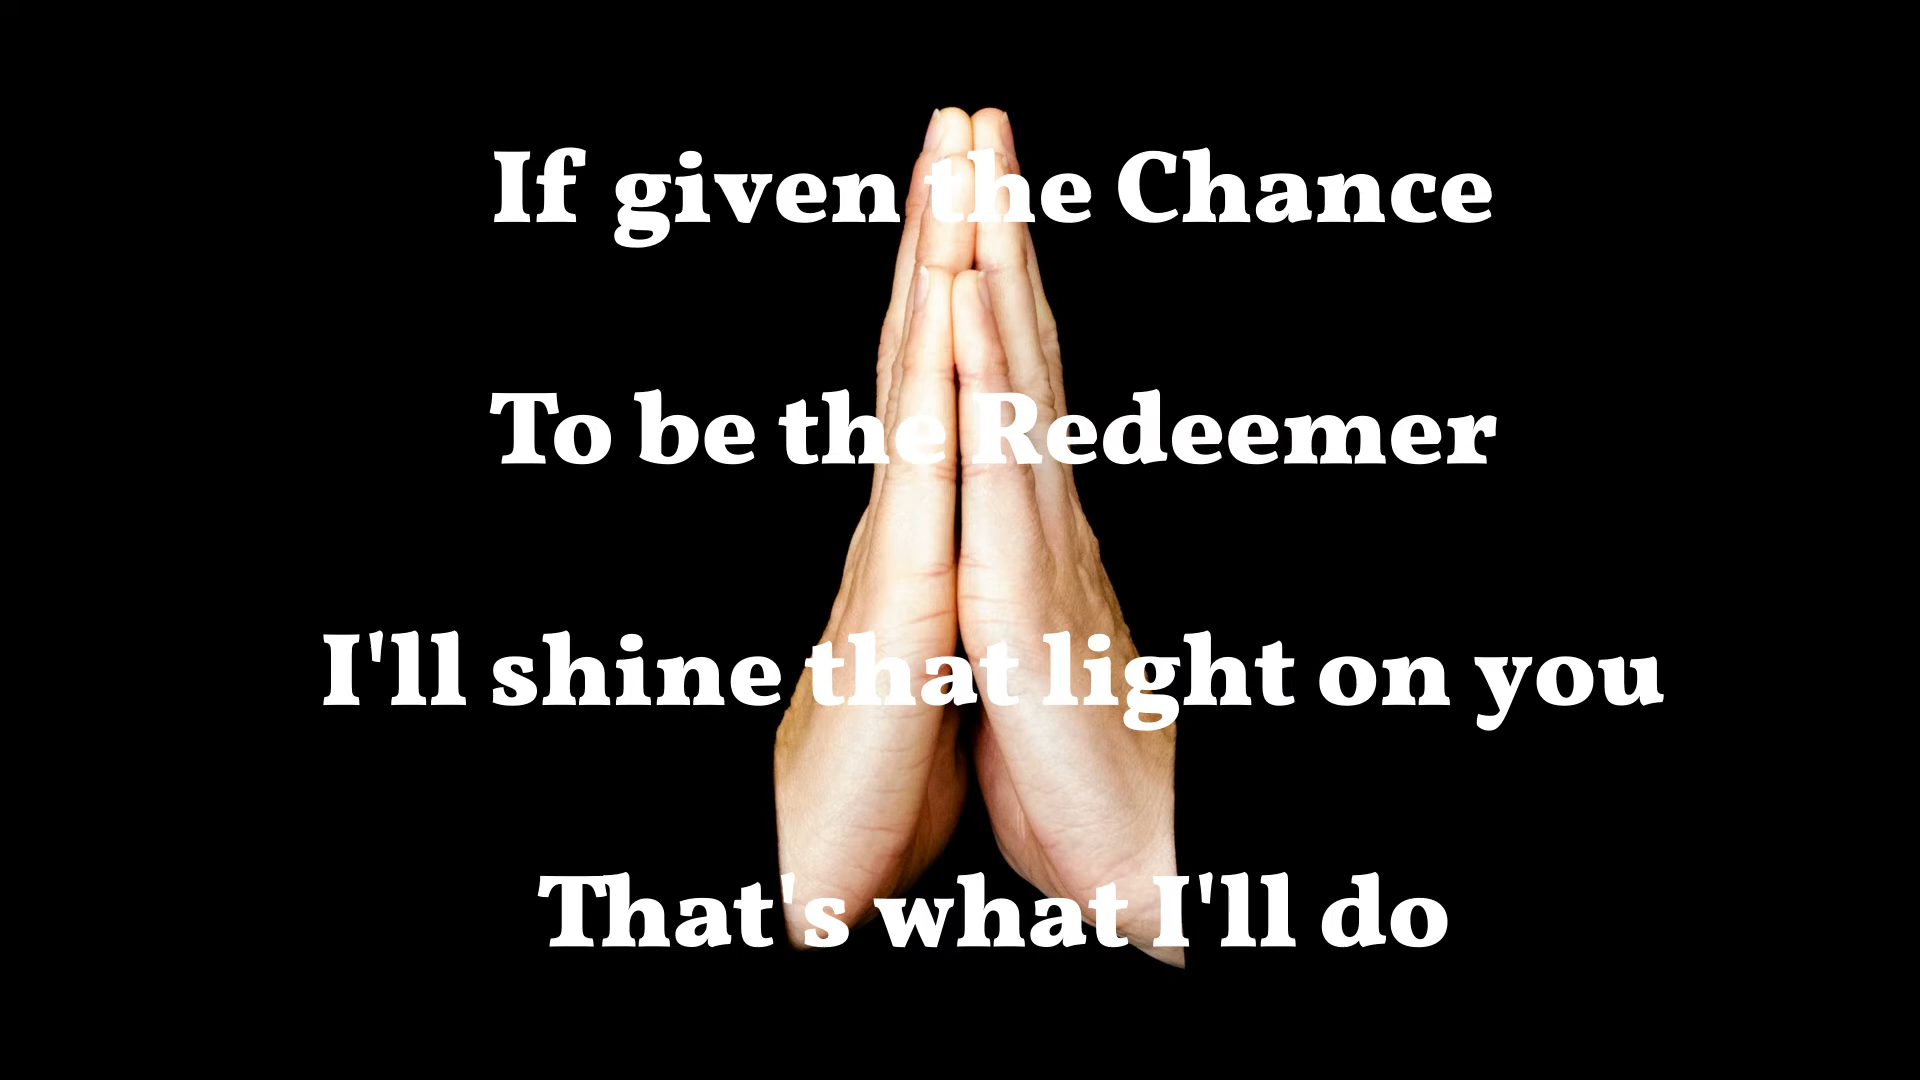 If given the Chance
To be the Redeemer
I'll shine that light on you
That's what I'll do